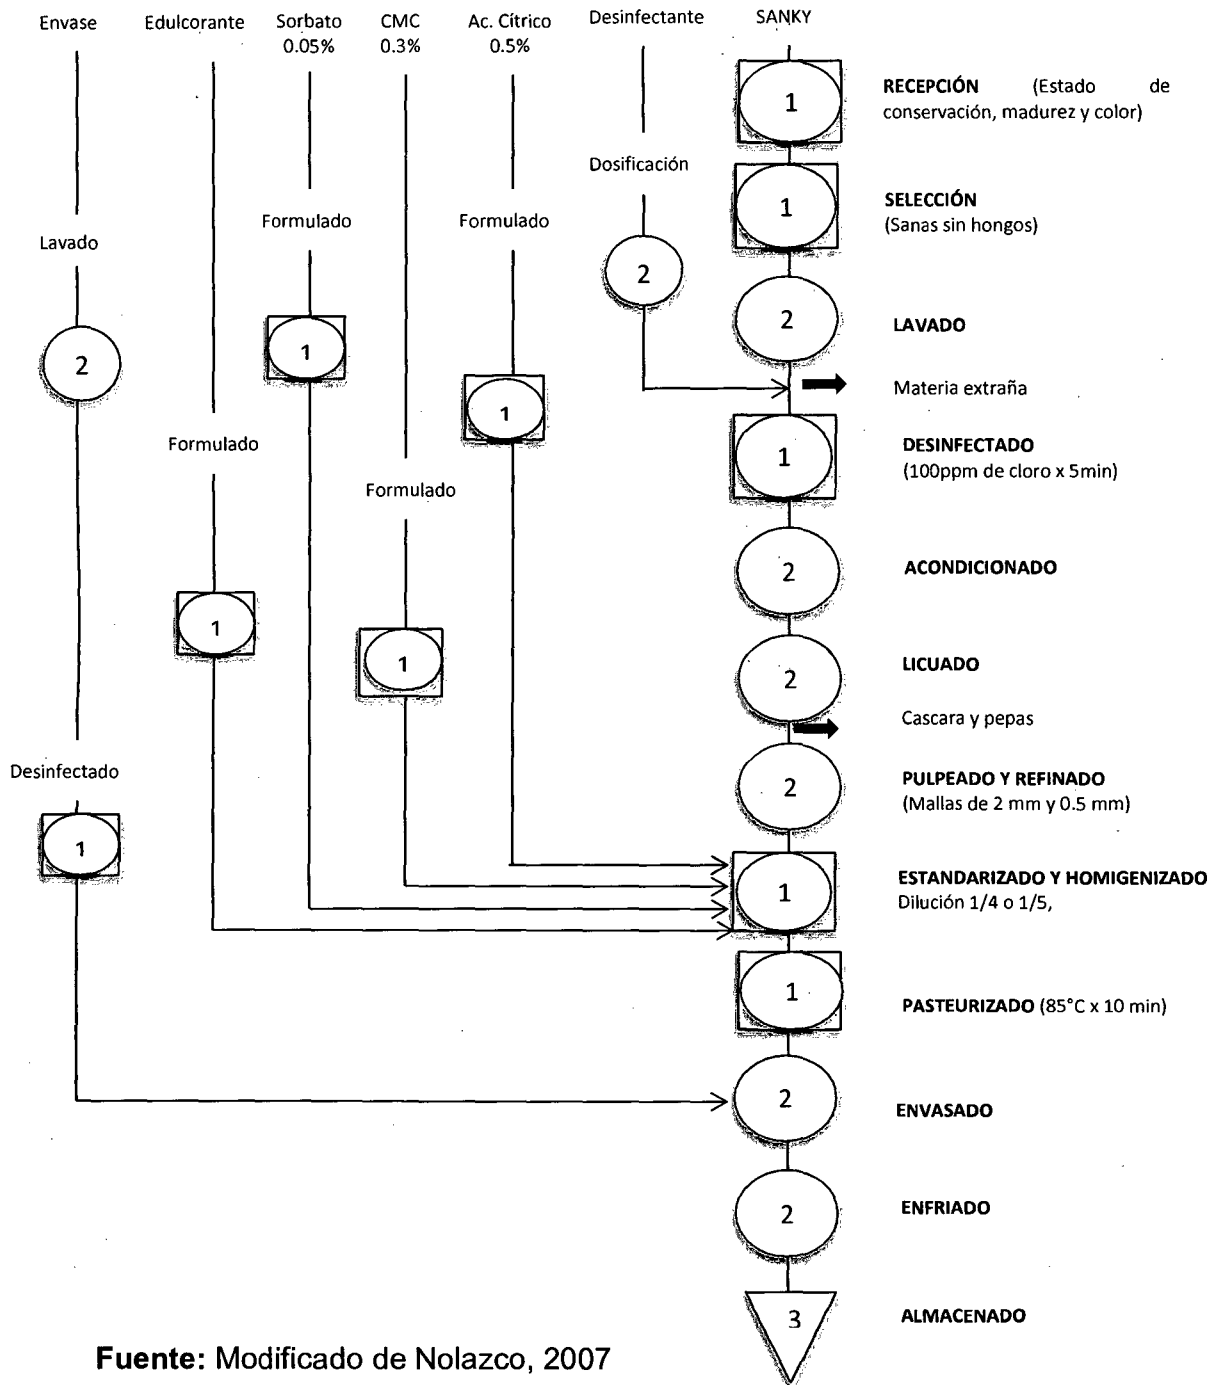 Envase
Edulcorante
Sorbato
0.05%
CMC
0.3%
Ac. Cítrico
0.5%
Desinfectante
SANKY
1
RECEPCIÓN (Estado de
conservación, madurez y color)
Dosificación
1
SELECCIÓN
(Sanas sin hongos)
Formulado
Formulado
Lavado
2
2
LAVADO
2
1
Materia extraña
1
Formulado
1
DESINFECTADO
(100ppm de cloro x 5min)
Formulado
2
ACONDICIONADO
1
1
2
LICUADO
Cascara y pepas
Desinfectado
2
PULPEADO Y REFINADO
(Mallas de 2 mm y 0.5 mm)
1
1
ESTANDARIZADO Y HOMIGENIZADO
Dilución 1/4 o 1/5,
1
PASTEURIZADO (85°C x 10 min)
2
ENVASADO
2
ENFRIADO
3
ALMACENADO
Fuente: Modificado de Nolazco, 2007